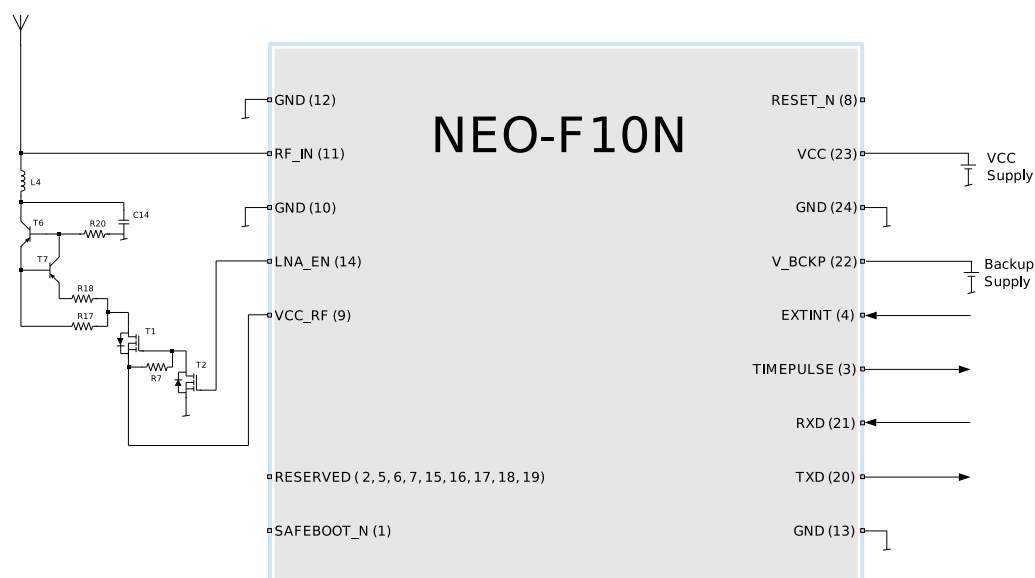 NEO-F10N
GND (12)
RF_IN (11)
GND (10)
LNA_EN (14)
VCC_RF (9)
RESERVED ( 2, 5, 6, 7, 15, 16, 17, 18, 19)
SAFEBOOT_N (1)
RESET_N (8)
VCC (23)
GND (24)
V_BCKP (22)
EXTINT (4)
TIMEPULSE (3)
RXD (21)
TXD (20)
GND (13)
VCC
Supply
Backup
Supply
L4
C14
T6
R20
T7
R18
R17
T1
R7
T2